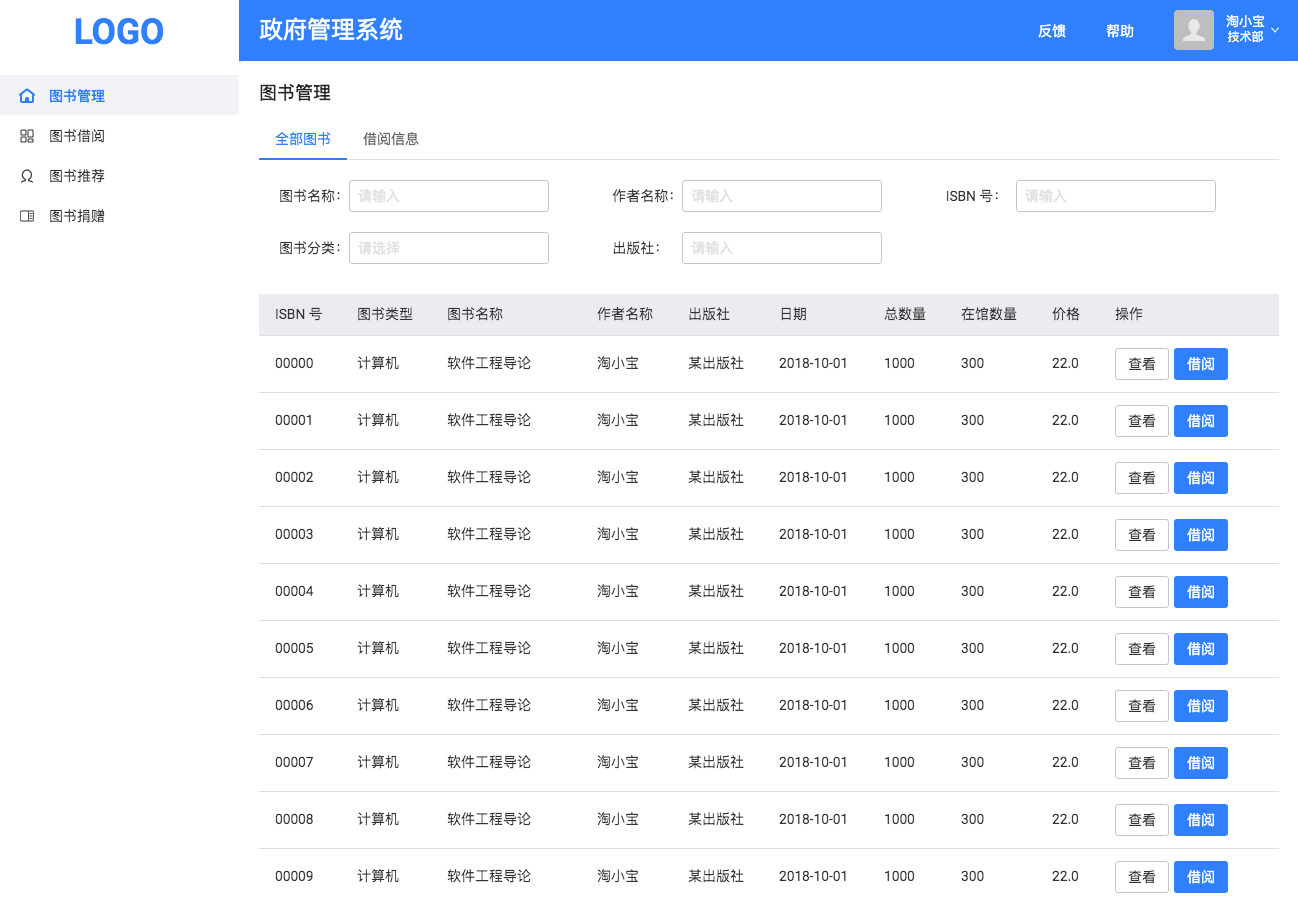 LOGO
政府管理系统
反馈
帮助
淘小宝
技术部
图书管理
图书借阅
图书推荐
图书捐赠
图书管理
全部图书 借阅信息
图书名称: 请输入 作者名称: 请输入 ISBN 号: 请输入
图书分类: 请选择 出版社: 请输入
ISBN 号 图书类型 图书名称 作者名称 出版社 日期 总数量 在馆数量 价格 操作
00000 计算机 软件工程导论 淘小宝 某出版社 2018-10-01 1000 300 22.0 查看 借阅
00001 计算机 软件工程导论 淘小宝 某出版社 2018-10-01 1000 300 22.0 查看 借阅
00002 计算机 软件工程导论 淘小宝 某出版社 2018-10-01 1000 300 22.0 查看 借阅
00003 计算机 软件工程导论 淘小宝 某出版社 2018-10-01 1000 300 22.0 查看 借阅
00004 计算机 软件工程导论 淘小宝 某出版社 2018-10-01 1000 300 22.0 查看 借阅
00005 计算机 软件工程导论 淘小宝 某出版社 2018-10-01 1000 300 22.0 查看 借阅
00006 计算机 软件工程导论 淘小宝 某出版社 2018-10-01 1000 300 22.0 查看 借阅
00007 计算机 软件工程导论 淘小宝 某出版社 2018-10-01 1000 300 22.0 查看 借阅
00008 计算机 软件工程导论 淘小宝 某出版社 2018-10-01 1000 300 22.0 查看 借阅
00009 计算机 软件工程导论 淘小宝 某出版社 2018-10-01 1000 300 22.0 查看 借阅